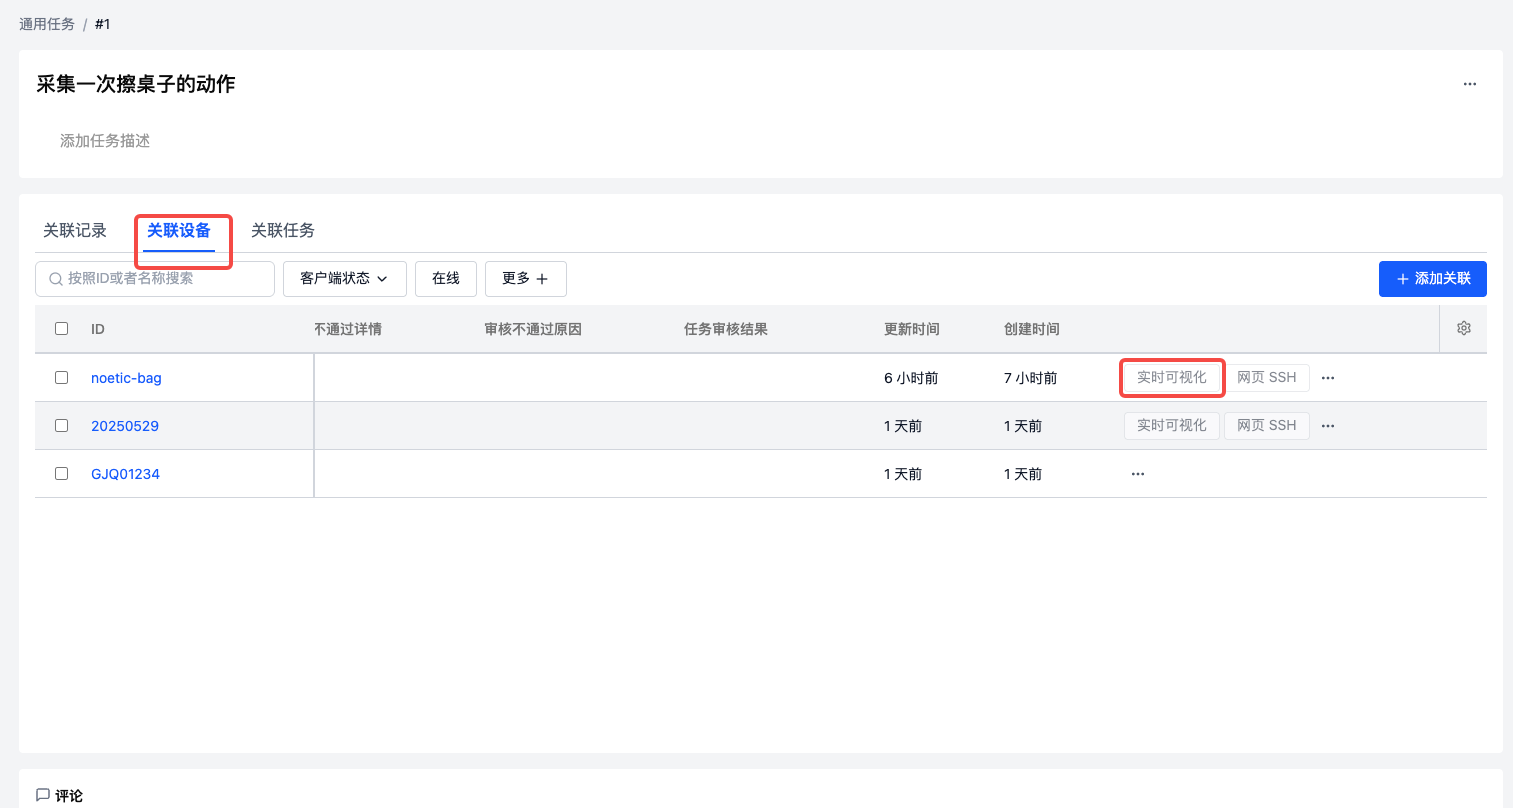 通用任务 / #1
采集一次擦桌子的动作
添加任务描述
关联记录 关联设备 关联任务
按照ID或者名称搜索 客户端状态 在线 更多 添加关联
ID 不通过详情 审核不通过原因 任务审核结果 更新时间 创建时间
noetic-bag 6 小时前 7 小时前 实时可视化 网页 SSH
20250529 1 天前 1 天前 实时可视化 网页 SSH
GJQ01234 1 天前 1 天前
评论